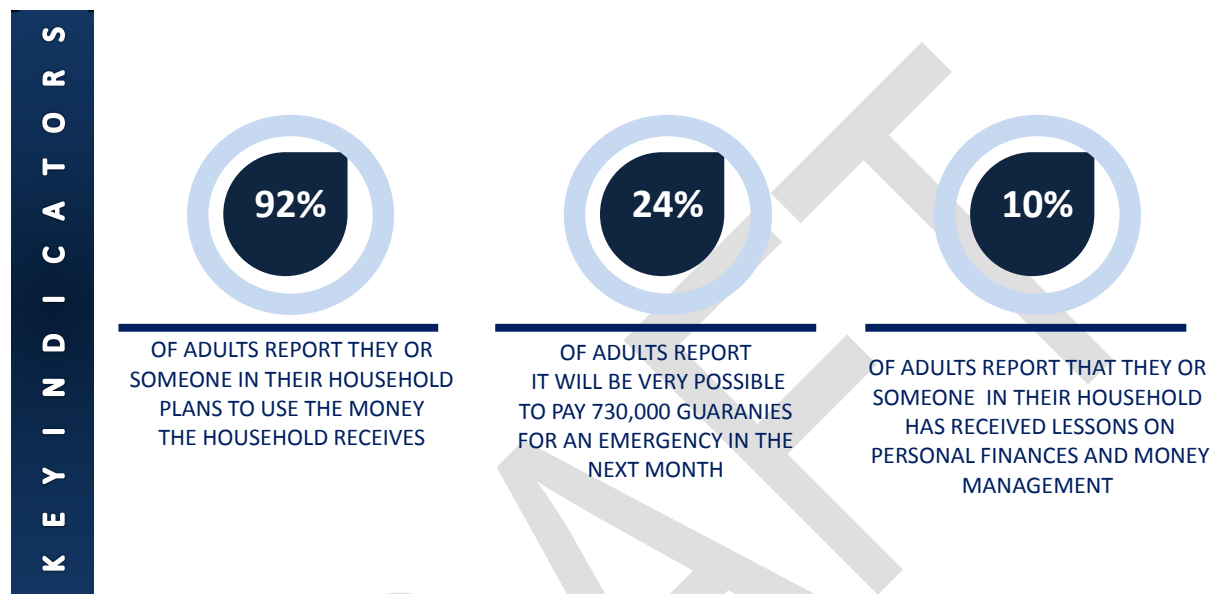 KEY INDICATORS
92%
OF ADULTS REPORT THEY OR
SOMEONE IN THEIR HOUSEHOLD
PLANS TO USE THE MONEY
THE HOUSEHOLD RECEIVES
24%
OF ADULTS REPORT
IT WILL BE VERY POSSIBLE
TO PAY 730,000 GUARANIES
FOR AN EMERGENCY IN THE
NEXT MONTH
10%
OF ADULTS REPORT THAT THEY OR
SOMEONE IN THEIR HOUSEHOLD
HAS RECEIVED LESSONS ON
PERSONAL FINANCES AND MONEY
MANAGEMENT